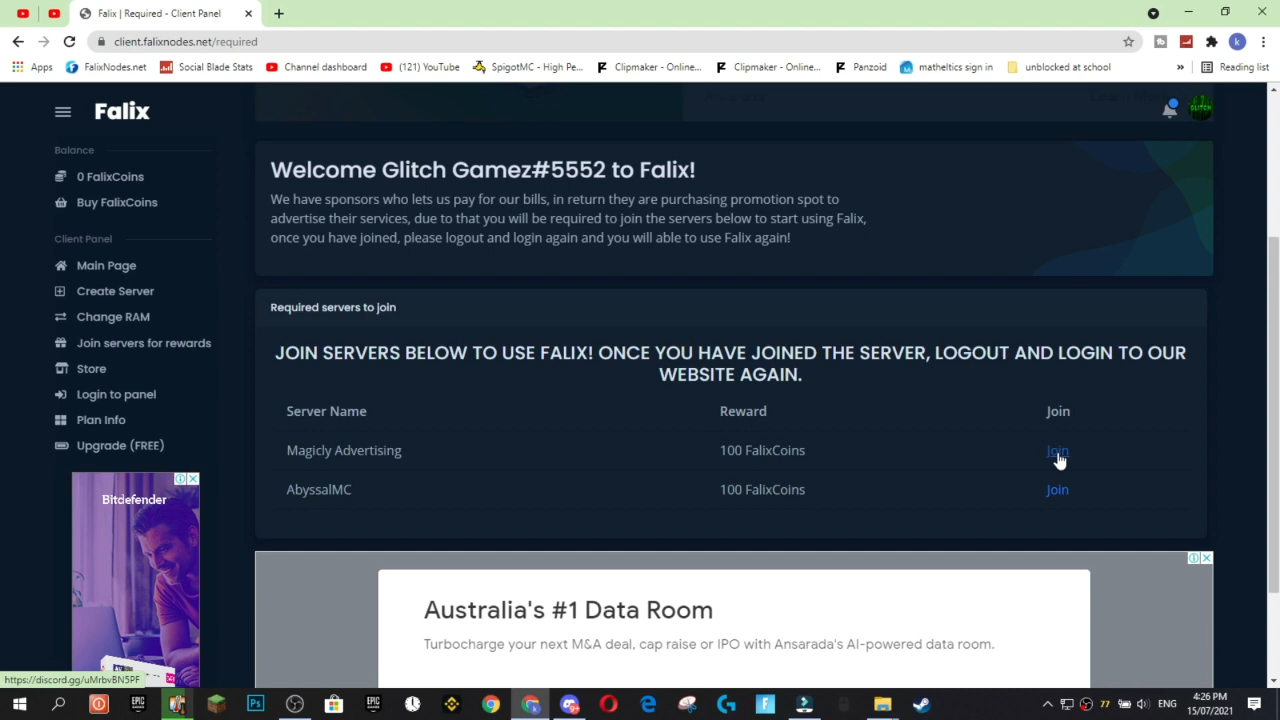 Falix | Required - Client Panel
client.falixnodes.net/required
Apps
FalixNodes.net
Social Blade Stats
Channel dashboard
(121) YouTube
SpigotMC - High Pe...
Clipmaker - Online...
Clipmaker - Online...
Panzoid
matheltics sign in
unblocked at school
»
Reading list
Falix
GLITCH
Balance
0 FalixCoins
Buy FalixCoins
Client Panel
Main Page
Create Server
Change RAM
Join servers for rewards
Store
Login to panel
Plan Info
Upgrade (FREE)
Bitdefender
Welcome Glitch Gamez#5552 to Falix!
We have sponsors who lets us pay for our bills, in return they are purchasing promotion spot to
advertise their services, due to that you will be required to join the servers below to start using Falix,
once you have joined, please logout and login again and you will able to use Falix again!
Required servers to join
JOIN SERVERS BELOW TO USE FALIX! ONCE YOU HAVE JOINED THE SERVER, LOGOUT AND LOGIN TO OUR
WEBSITE AGAIN.
Server Name Reward Join
Magicly Advertising 100 FalixCoins Join
AbyssalMC 100 FalixCoins Join
Australia's #1 Data Room
Turbocharge your next M&A deal, cap raise or IPO with Ansarada's AI-powered data room.
https://discord.gg/uMrbvBN5PF
77
ENG
4:26 PM
15/07/2021